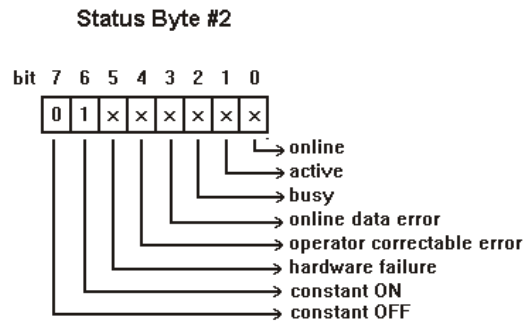 Status Byte #2
bit 7 6 5 4 3 2 1 0
0 1 × × × × × ×
online
active
busy
online data error
operator correctable error
hardware failure
constant ON
constant OFF